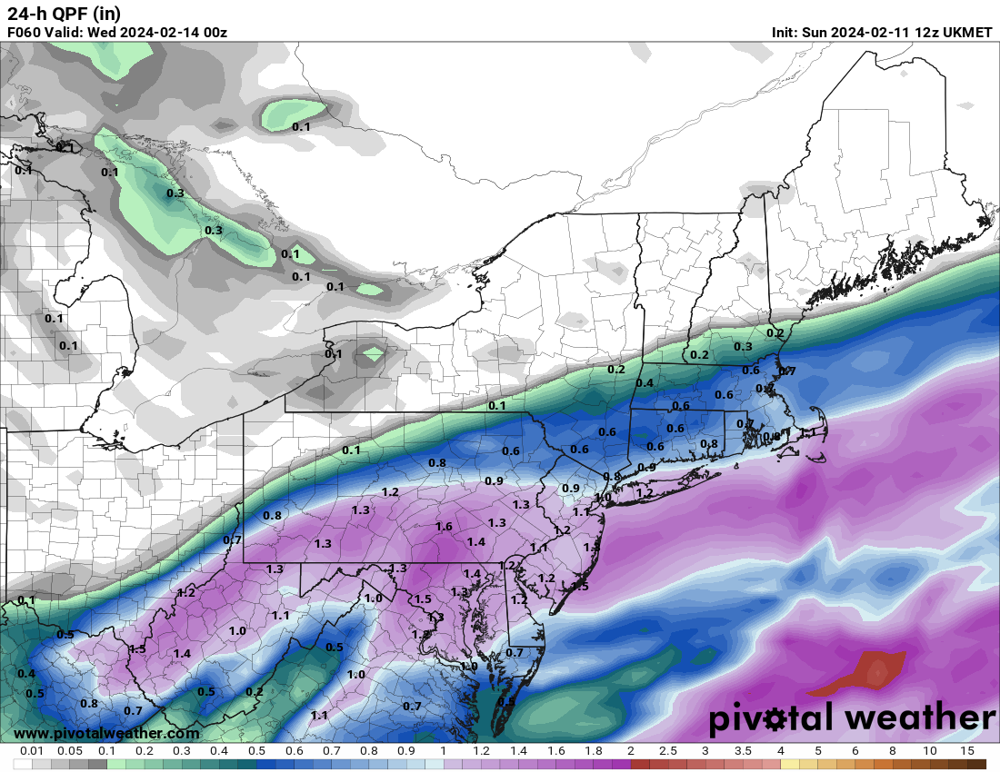 24-h QPF (in)
F060 Valid: Wed 2024-02-14 00z Init: Sun 2024-02-11 12z UKMET
0.1
0.1
0.1 0.1
0.3
0.3
0.1
0.1
0.1
0.1
0.2
0.1 0.3
0.1 0.2
0.2 0.6 0.7
0.4
0.6
0.1 0.6
0.6 0.6 0.7
0.8 1.1
0.1 0.6 0.6 0.6 0.8
0.8 0.9
0.9 0.8
1.2 0.9 1.2
1.3 1.3 1.0
0.8 1.1
1.6 1.3 1.2
0.7 1.3 1.4 1.1
1.3 1.3 1.4 1.2
1.2 1.3 1.2 1.5
0.1 1.0 1.5 1.2
1.1 1.3
0.5 1.0
1.5 1.4 0.5 0.7
0.4 1.0 1.0
0.5 0.5 0.2
0.8 0.7 0.7 0.5
1.1
www.pivotalweather.com
pivotal weather
0.01 0.05 0.1 0.2 0.3 0.4 0.5 0.6 0.7 0.8 0.9 1 1.2 1.4 1.6 1.8 2 2.5 3 3.5 4 5 6 8 10 15